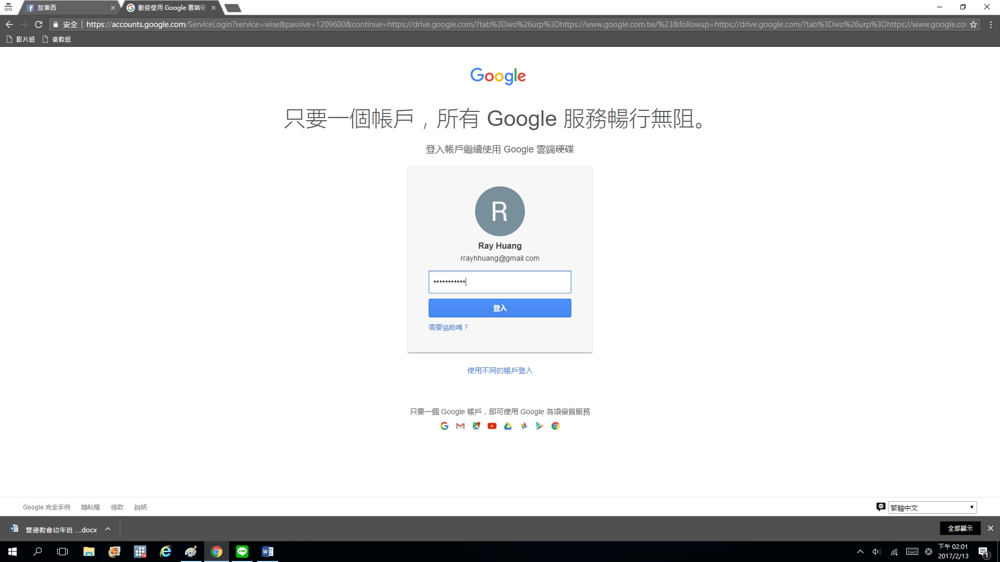 放東西
歡迎使用 Google 雲端硬
安全
https://accounts.google.com/ServiceLogin?service=wise&passive=1209600&continue=https://drive.google.com/?tab%3Dwo%26urp%3Dhttps://www.google.com.tw/%23&followup=https://drive.google.com/?tab%3Dwo%26urp%3Dhttps://www.google.co
影片組
衛教組
Google
只要一個帳戶，所有 Google 服務暢行無阻。
登入帳戶繼續使用 Google 雲端硬碟
R
Ray Huang
rrayhhuang@gmail.com
•••••••••••
登入
需要協助嗎？
使用不同的帳戶登入
只要一個 Google 帳戶，即可使用 Google 各項優質服務
Google 完全手冊
隱私權
條款
說明
繁體中文
雙連教會幼年班 ....docx
全部顯示
14
LINE
下午 02:01
2017/2/13
1